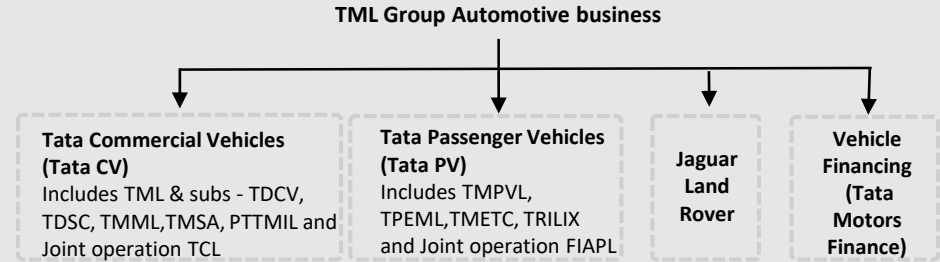 TML Group Automotive business
Tata Commercial Vehicles
(Tata CV)
Includes TML & subs - TDCV,
TDSC, TMML,TMSA, PTTMIL and
Joint operation TCL
Tata Passenger Vehicles
(Tata PV)
Includes TMPVL,
TPEML,TMETC, TRILIX
and Joint operation FIAPL
Jaguar
Land
Rover
Vehicle
Financing
(Tata
Motors
Finance)